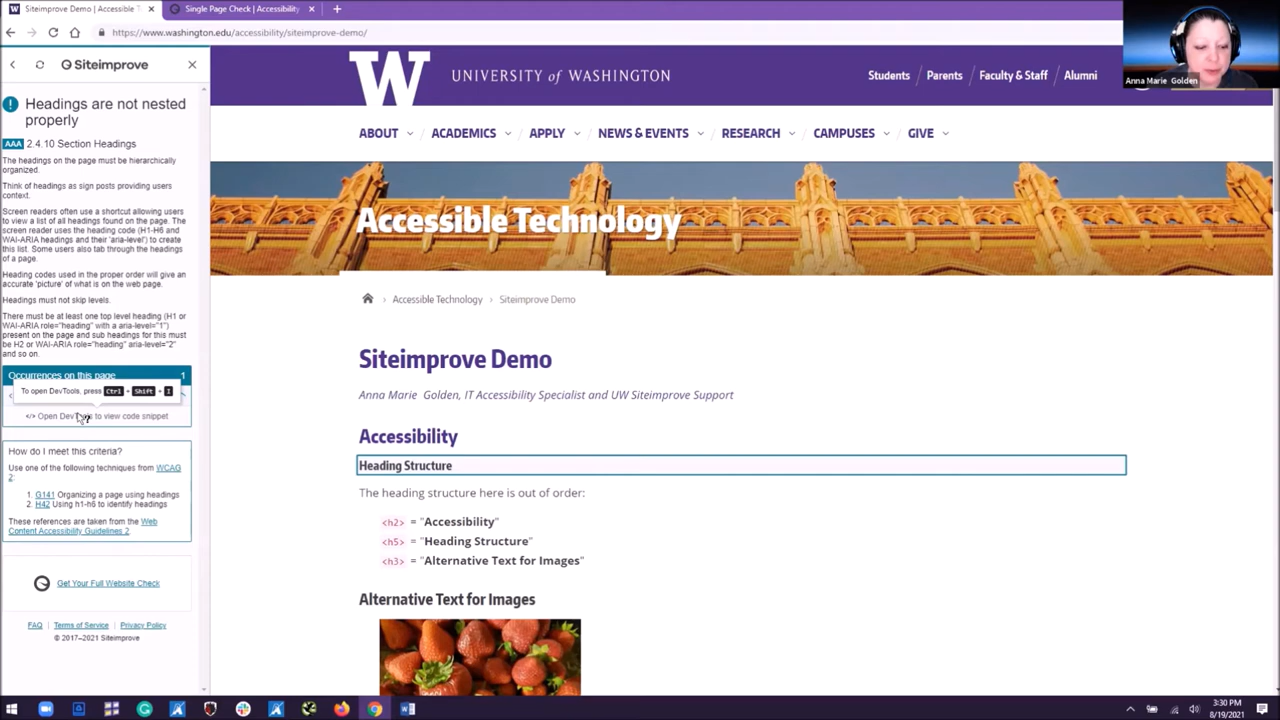 Siteimprove Demo | Accessible T
Single Page Check | Accessibility
https://www.washington.edu/accessibility/siteimprove-demo/
Siteimprove
Headings are not nested
properly
AAA 2.4.10 Section Headings
The headings on the page must be hierarchically
organized.
Think of headings as sign posts providing users
context.
Screen readers often use a shortcut allowing users
to view a list of all headings found on the page. The
screen reader uses the heading code (H1-H6 and
WAI-ARIA headings and their 'aria-level') to create
this list. Some users also tab through the headings
of a page.
Heading codes used in the proper order will give an
accurate 'picture' of what is on the web page.
Headings must not skip levels.
There must be at least one top level heading (H1 or
WAI-ARIA role="heading" with a aria-level="1")
present on the page and sub headings for this must
be H2 or WAI-ARIA role="heading" aria-level="2"
and so on.
Occurrences on this page 1
To open DevTools, press Ctrl + Shift + I
</> Open DevTools to view code snippet
How do I meet this criteria?
Use one of the following techniques from WCAG
2:
1. G141 Organizing a page using headings
2. H42 Using h1-h6 to identify headings
These references are taken from the Web
Content Accessibility Guidelines 2.
Get Your Full Website Check
FAQ | Terms of Service | Privacy Policy
© 2017–2021 Siteimprove
W UNIVERSITY of WASHINGTON
Students Parents Faculty & Staff Alumni
Anna Marie Golden
ABOUT ACADEMICS APPLY NEWS & EVENTS RESEARCH CAMPUSES GIVE
Accessible Technology
Accessible Technology › Siteimprove Demo
Siteimprove Demo
Anna Marie Golden, IT Accessibility Specialist and UW Siteimprove Support
Accessibility
Heading Structure
The heading structure here is out of order:
<h2> = "Accessibility"
<h5> = "Heading Structure"
<h3> = "Alternative Text for Images"
Alternative Text for Images
3:30 PM
8/19/2021